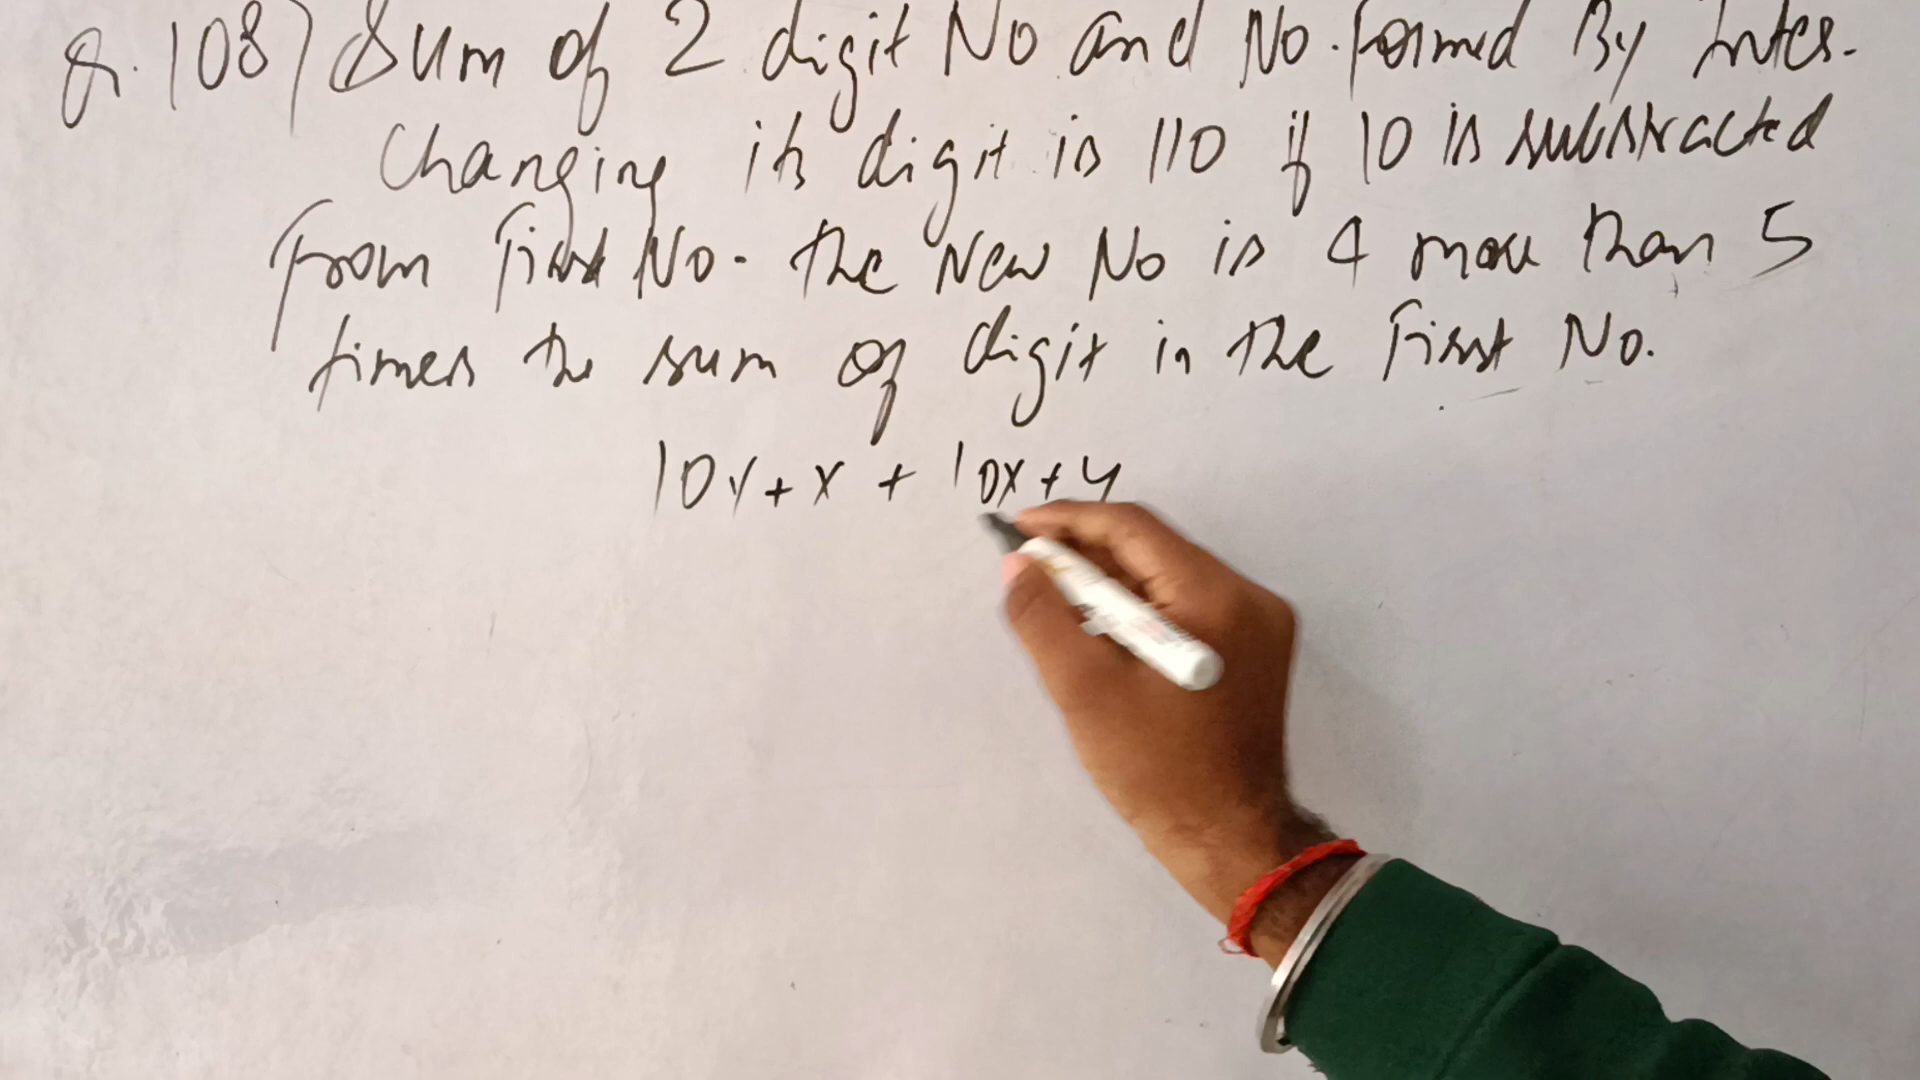 Q.108) Sum of 2 digit No and No. Formed By Inter-
Changing its digit is 110 if 10 is substracted
From First No. the New No is 4 more than 5
times the sum of digit in the First No.
10y+x + 10x+y